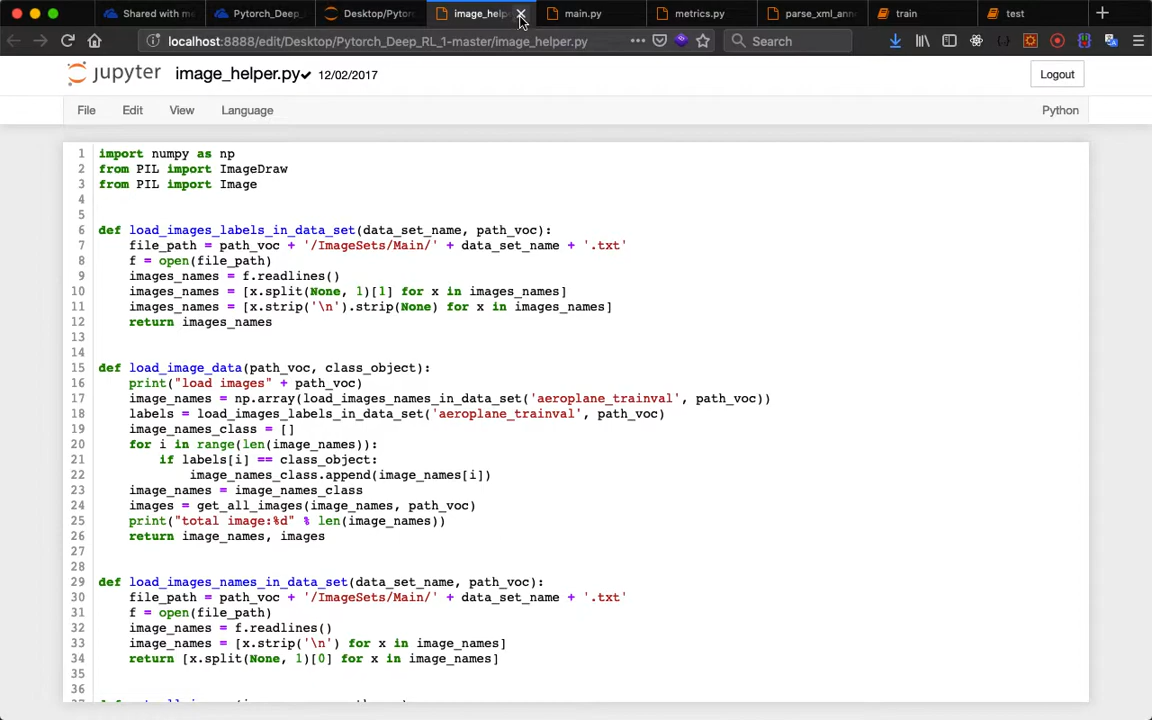 Shared with m
Pytorch_Deep_
Desktop/Pytor
image_help
main.py
metrics.py
parse_xml_ann
train
test
localhost:8888/edit/Desktop/Pytorch_Deep_RL_1-master/image_helper.py
Search
jupyter
image_helper.py✔ 12/02/2017
Logout
File Edit View Language
Python
1 import numpy as np
2 from PIL import ImageDraw
3 from PIL import Image
4
5
6 def load_images_labels_in_data_set(data_set_name, path_voc):
7     file_path = path_voc + '/ImageSets/Main/' + data_set_name + '.txt'
8     f = open(file_path)
9     images_names = f.readlines()
10     images_names = [x.split(None, 1)[1] for x in images_names]
11     images_names = [x.strip('\n').strip(None) for x in images_names]
12     return images_names
13
14
15 def load_image_data(path_voc, class_object):
16     print("load images" + path_voc)
17     image_names = np.array(load_images_names_in_data_set('aeroplane_trainval', path_voc))
18     labels = load_images_labels_in_data_set('aeroplane_trainval', path_voc)
19     image_names_class = []
20     for i in range(len(image_names)):
21         if labels[i] == class_object:
22             image_names_class.append(image_names[i])
23     image_names = image_names_class
24     images = get_all_images(image_names, path_voc)
25     print("total image:%d" % len(image_names))
26     return image_names, images
27
28
29 def load_images_names_in_data_set(data_set_name, path_voc):
30     file_path = path_voc + '/ImageSets/Main/' + data_set_name + '.txt'
31     f = open(file_path)
32     image_names = f.readlines()
33     image_names = [x.strip('\n') for x in image_names]
34     return [x.split(None, 1)[0] for x in image_names]
35
36